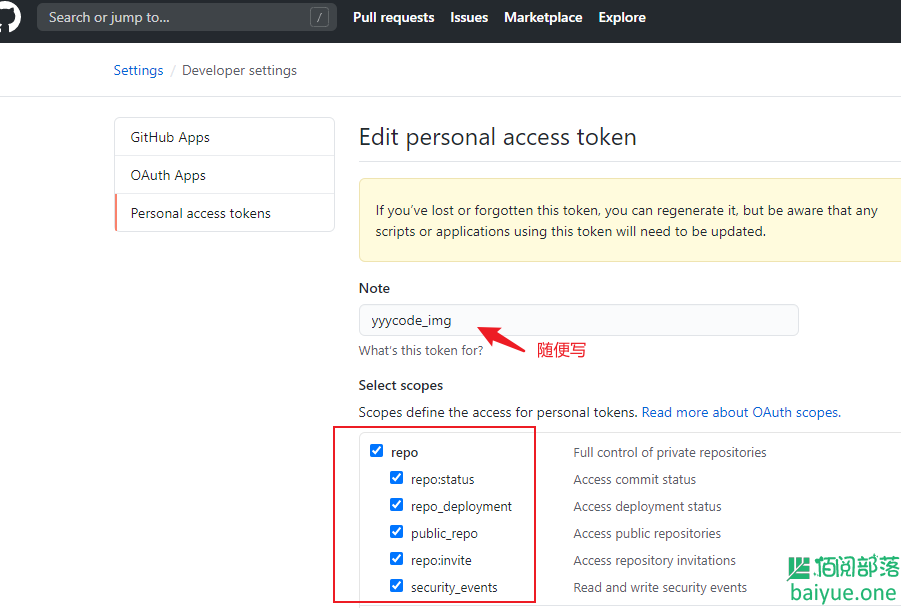 Search or jump to... /
Pull requests Issues Marketplace Explore
Settings / Developer settings
GitHub Apps
OAuth Apps
Personal access tokens
Edit personal access token
If you've lost or forgotten this token, you can regenerate it, but be aware that any
scripts or applications using this token will need to be updated.
Note
yyycode_img
What's this token for?
随便写
Select scopes
Scopes define the access for personal tokens. Read more about OAuth scopes.
repo Full control of private repositories
repo:status Access commit status
repo_deployment Access deployment status
public_repo Access public repositories
repo:invite Access repository invitations
security_events Read and write security events
佰阅部落
baiyue.one